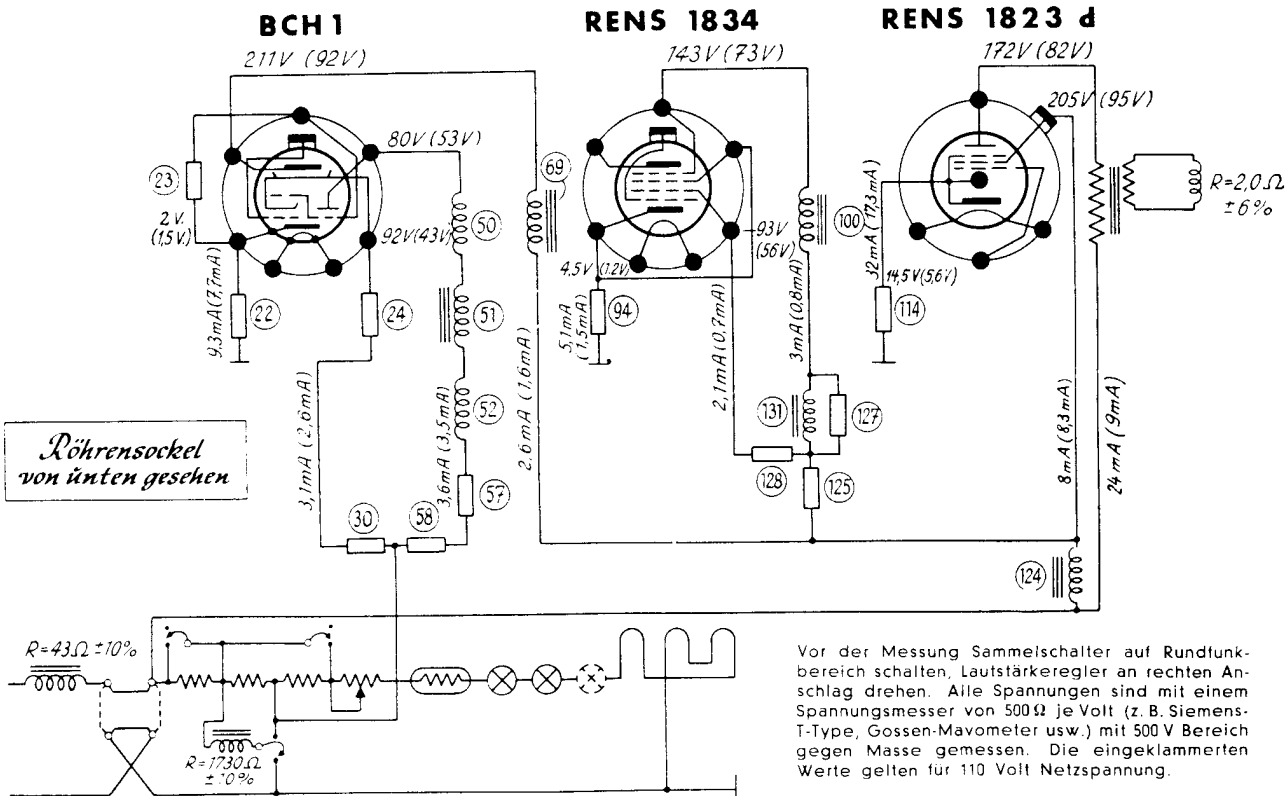 BCH1
RENS 1834
RENS 1823 d
211V (92V)
143V (73V)
172V (82V)
205V (95V)
80V (53V)
23
2V.
(1,5V.)
92V(43V)
50
69
93V
(56V)
100
R=2,0Ω
±6%
9,3mA(7,7mA)
22
24
51
4,5V (1,2V)
94
5,1mA
(1,5mA)
32mA (17,3mA)
14,5V(5,6V)
114
3mA(0,8mA)
2,1mA(0,7mA)
52
131
127
3,1mA (2,6mA)
3,6mA (3,5mA)
2,6mA (1,6mA)
8mA (8,3mA)
24mA (9mA)
Röhrensockel
von unten gesehen
57
128
125
30
58
124
R=43Ω ±10%
R=1730Ω
±10%
Vor der Messung Sammelschalter auf Rundfunk-
bereich schalten, Lautstärkeregler an rechten An-
schlag drehen. Alle Spannungen sind mit einem
Spannungsmesser von 500Ω je Volt (z. B. Siemens-
T-Type, Gossen-Mavometer usw.) mit 500 V Bereich
gegen Masse gemessen. Die eingeklammerten
Werte gelten für 110 Volt Netzspannung.